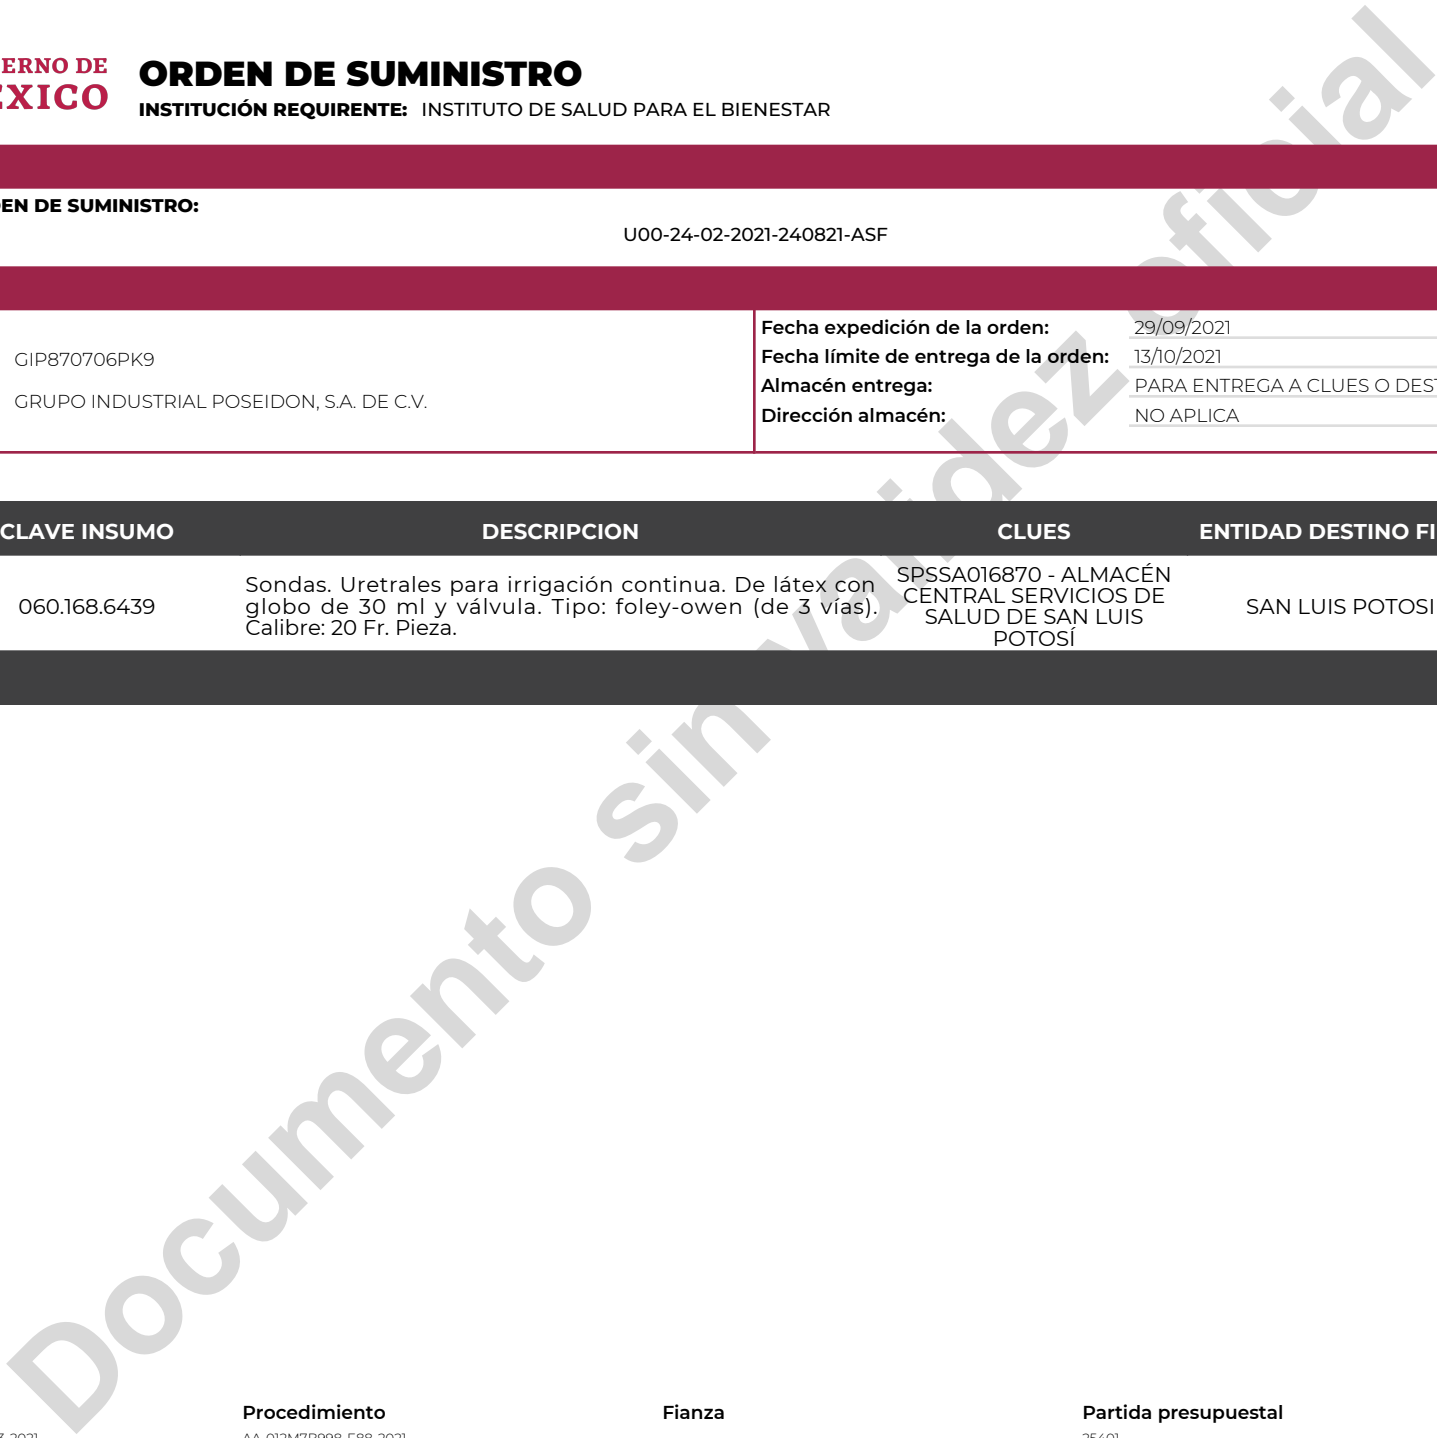 ERNO DE
ÉXICO
ORDEN DE SUMINISTRO
INSTITUCIÓN REQUIRENTE: INSTITUTO DE SALUD PARA EL BIENESTAR
EN DE SUMINISTRO:
U00-24-02-2021-240821-ASF
GIP870706PK9
GRUPO INDUSTRIAL POSEIDON, S.A. DE C.V.
Fecha expedición de la orden: 29/09/2021
Fecha límite de entrega de la orden: 13/10/2021
Almacén entrega: PARA ENTREGA A CLUES O DEST
Dirección almacén: NO APLICA
CLAVE INSUMO DESCRIPCION CLUES ENTIDAD DESTINO FI
060.168.6439
Sondas. Uretrales para irrigación continua. De látex con
globo de 30 ml y válvula. Tipo: foley-owen (de 3 vías).
Calibre: 20 Fr. Pieza.
SPSSA016870 - ALMACÉN
CENTRAL SERVICIOS DE
SALUD DE SAN LUIS
POTOSÍ
SAN LUIS POTOSI
Documento sin validez oficial
Procedimiento Fianza Partida presupuestal